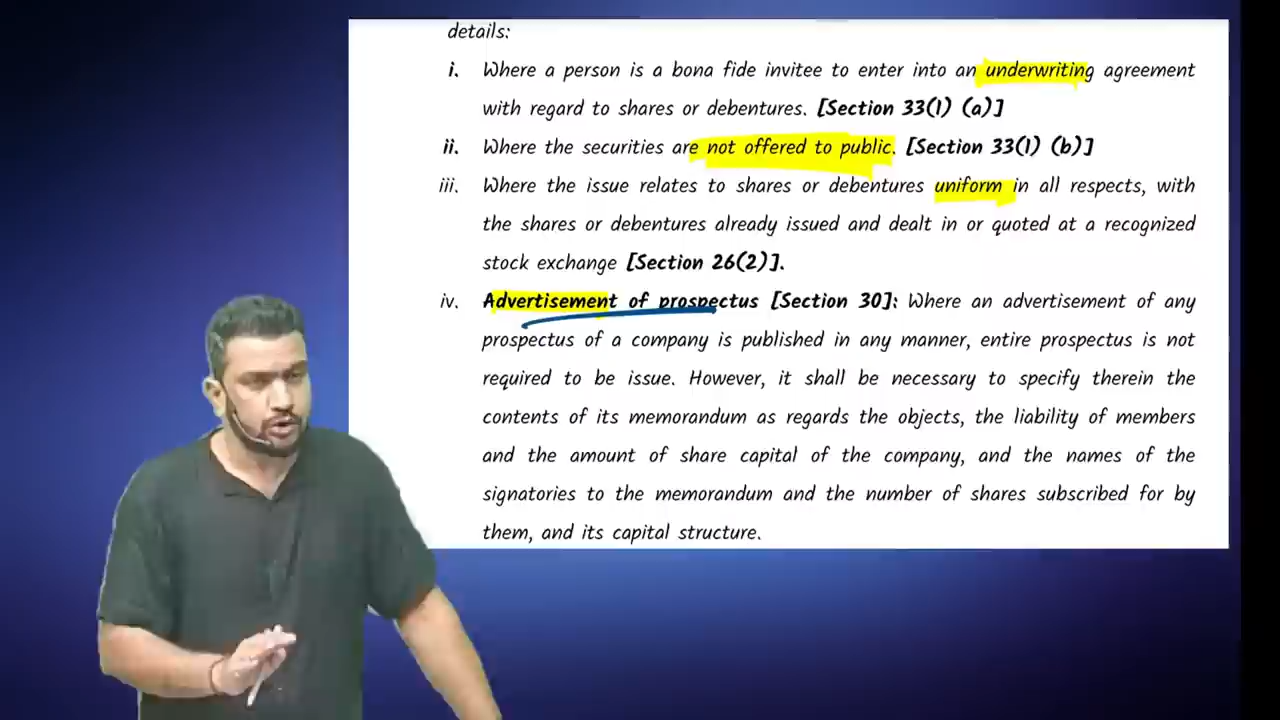 details:
i. Where a person is a bona fide invitee to enter into an underwriting agreement
with regard to shares or debentures. [Section 33(1) (a)]
ii. Where the securities are not offered to public. [Section 33(1) (b)]
iii. Where the issue relates to shares or debentures uniform in all respects, with
the shares or debentures already issued and dealt in or quoted at a recognized
stock exchange [Section 26(2)].
iv. Advertisement of prospectus [Section 30]: Where an advertisement of any
prospectus of a company is published in any manner, entire prospectus is not
required to be issue. However, it shall be necessary to specify therein the
contents of its memorandum as regards the objects, the liability of members
and the amount of share capital of the company, and the names of the
signatories to the memorandum and the number of shares subscribed for by
them, and its capital structure.